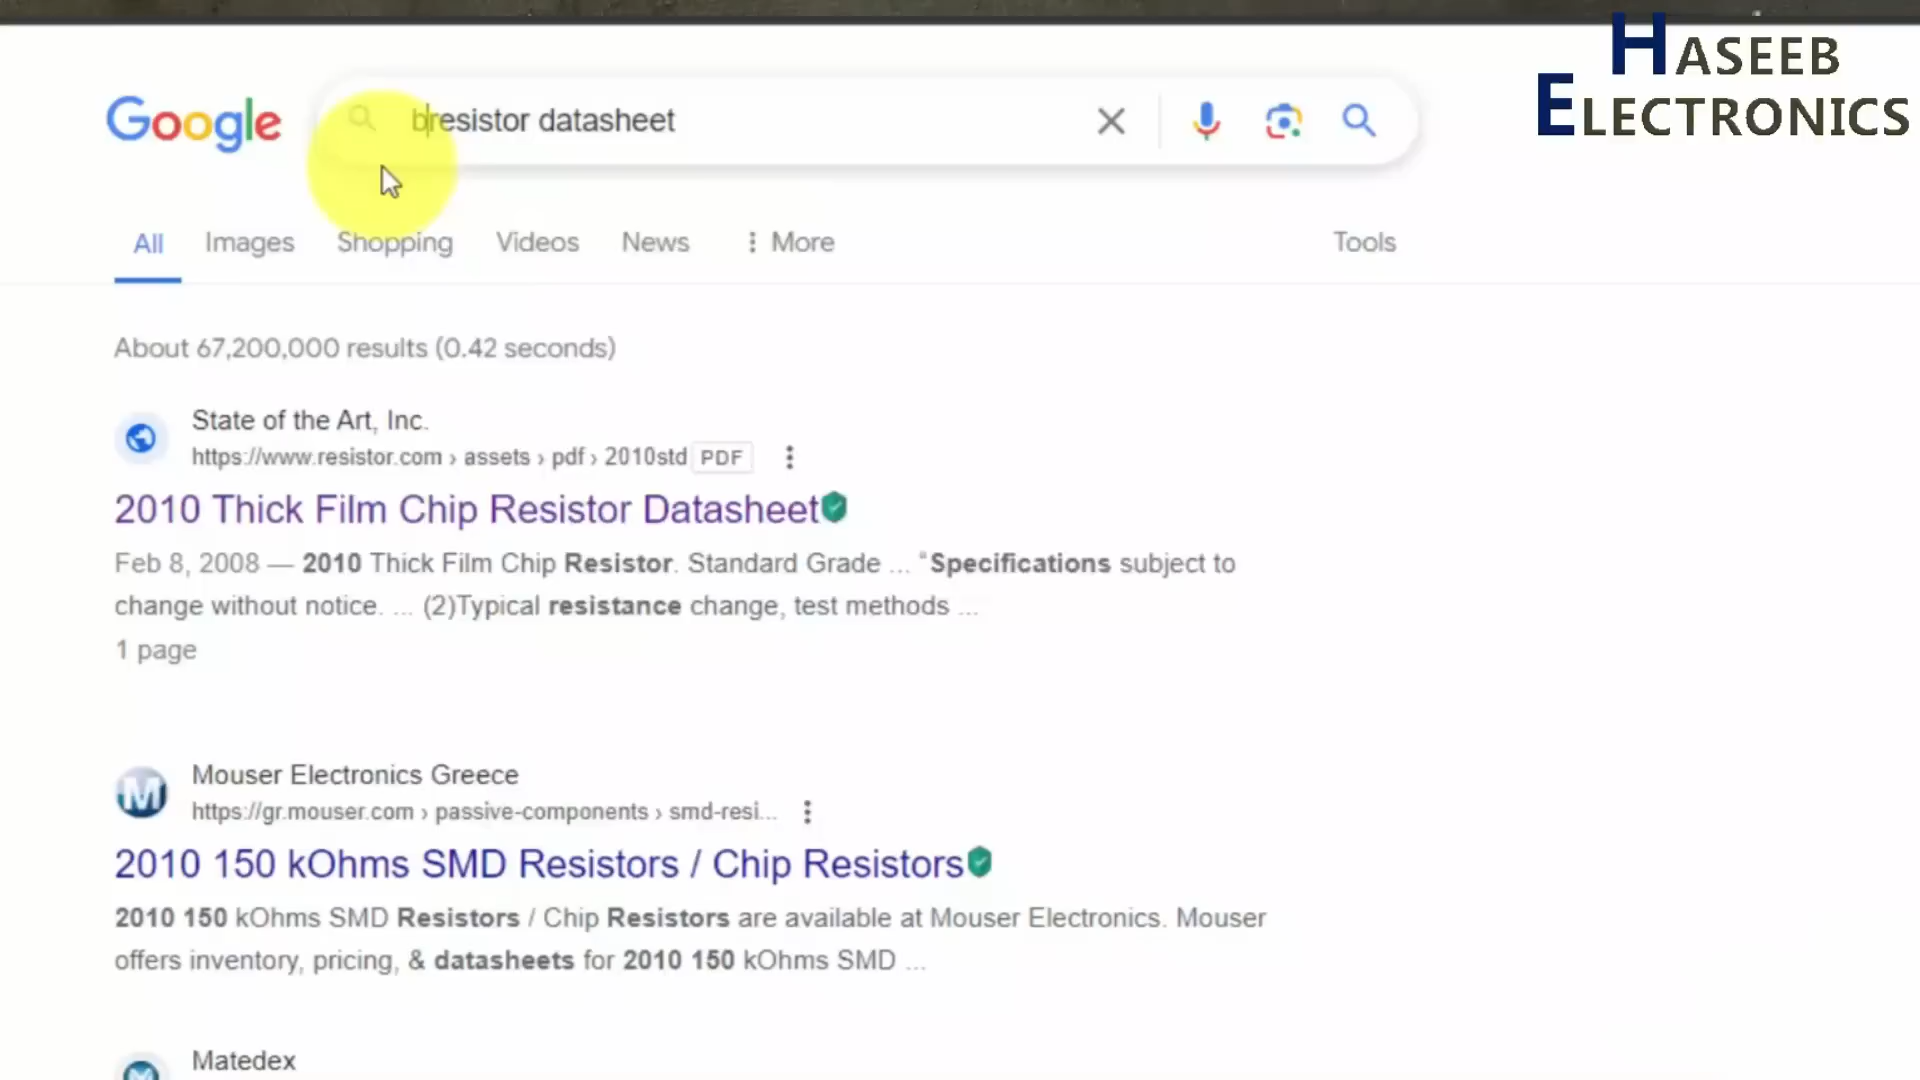 HASEEB
ELECTRONICS
Google
bresistor datasheet
All Images Shopping Videos News More Tools
About 67,200,000 results (0.42 seconds)
State of the Art, Inc.
https://www.resistor.com › assets › pdf › 2010std PDF
2010 Thick Film Chip Resistor Datasheet
Feb 8, 2008 — 2010 Thick Film Chip Resistor. Standard Grade ... "Specifications subject to
change without notice. ... (2)Typical resistance change, test methods ...
1 page
Mouser Electronics Greece
https://gr.mouser.com › passive-components › smd-resi...
2010 150 kOhms SMD Resistors / Chip Resistors
2010 150 kOhms SMD Resistors / Chip Resistors are available at Mouser Electronics. Mouser
offers inventory, pricing, & datasheets for 2010 150 kOhms SMD ...
Matedex